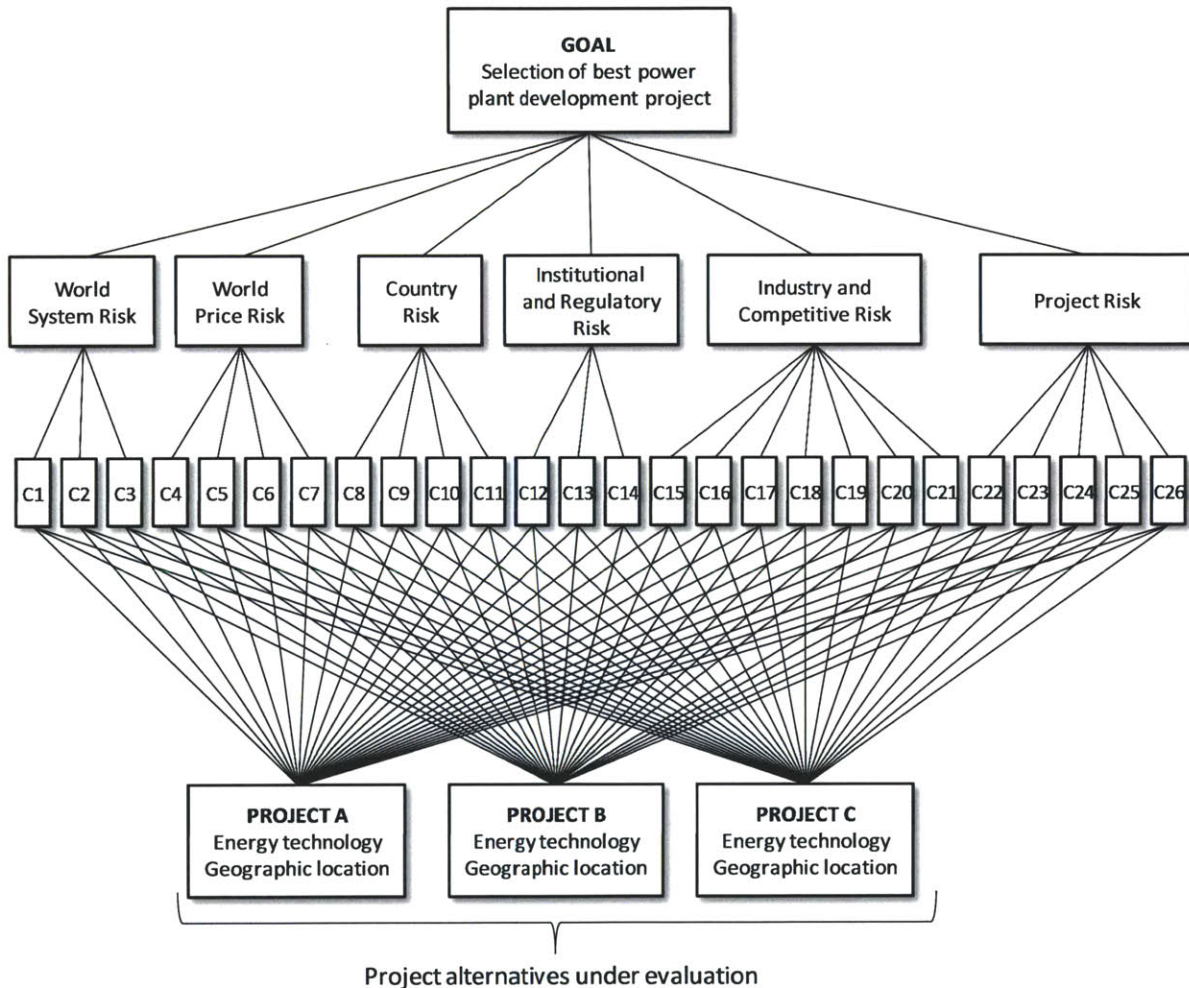 GOAL
Selection of best power
plant development project
World
System Risk
World
Price Risk
Country
Risk
Institutional
and Regulatory
Risk
Industry and
Competitive Risk
Project Risk
C1
C2
C3
C4
C5
C6
C7
C8
C9
C10
C11
C12
C13
C14
C15
C16
C17
C18
C19
C20
C21
C22
C23
C24
C25
C26
PROJECT A
Energy technology
Geographic location
PROJECT B
Energy technology
Geographic location
PROJECT C
Energy technology
Geographic location
Project alternatives under evaluation